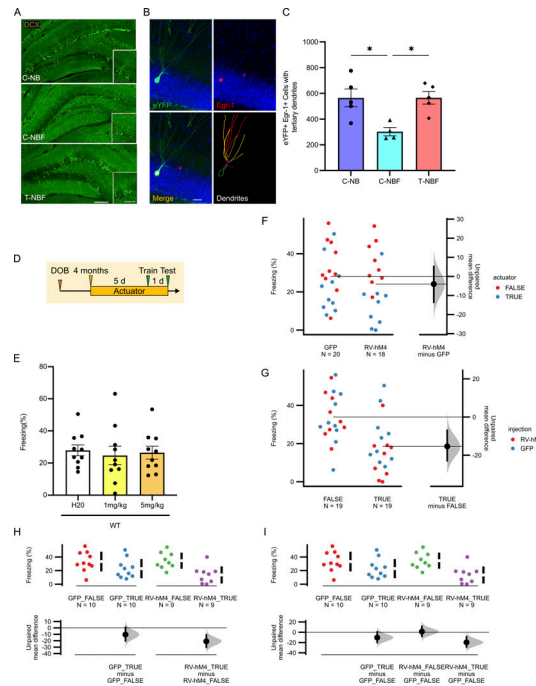 A
DCX
C-NB
C-NBF
T-NBF
B
eYFP
Egr-1
Merge
Dendrites
C
eYFP+ Egr-1+ Cells with
tertiary dendrites
1000
800
600
400
200
0
*
*
C-NB
C-NBF
T-NBF
D
DOB
4 months
Train Test
5 d
1 d
Actuator
E
Freezing(%)
80
60
40
20
0
H20
1mg/kg
5mg/kg
WT
F
Freezing (%)
40
20
0
GFP
N = 20
RV-hM4
N = 18
RV-hM4
minus GFP
30
20
10
0
-10
-20
-30
Unpaired
mean difference
actuator
FALSE
TRUE
G
Freezing (%)
60
40
20
0
FALSE
N = 19
TRUE
N = 19
TRUE
minus FALSE
20
0
-20
Unpaired
mean difference
injection
RV-hM
GFP
H
Freezing (%)
60
40
20
0
GFP_FALSE
N = 10
GFP_TRUE
N = 10
RV-hM4_FALSE
N = 9
RV-hM4_TRUE
N = 9
Unpaired
mean difference
0
-10
-20
-30
-40
GFP_TRUE
minus
GFP_FALSE
RV-hM4_TRUE
minus
RV-hM4_FALSE
I
Freezing (%)
60
40
20
0
GFP_FALSE
N = 10
GFP_TRUE
N = 10
RV-hM4_FALSE
N = 9
RV-hM4_TRUE
N = 9
Unpaired
mean difference
20
0
-20
-40
GFP_TRUE
minus
GFP_FALSE
RV-hM4_FALSE
minus
GFP_FALSE
RV-hM4_TRUE
minus
GFP_FALSE